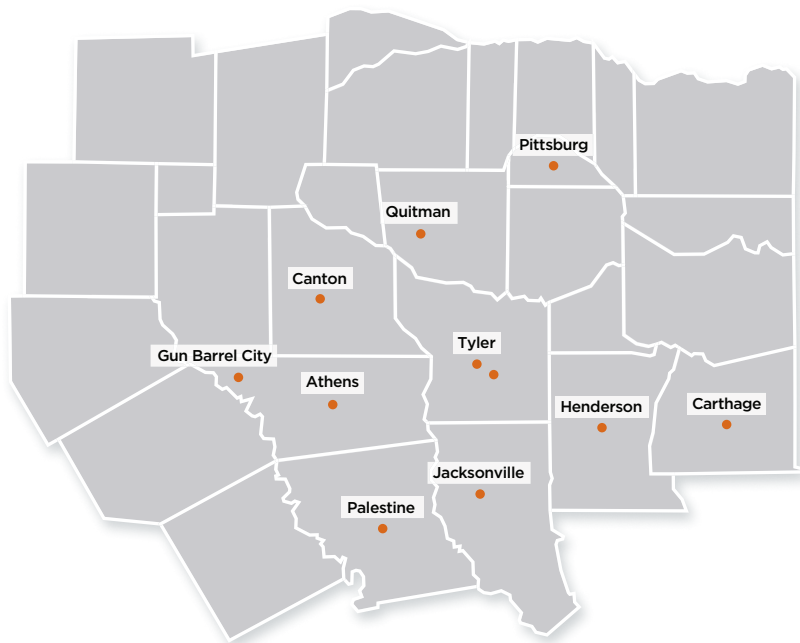 Pittsburg
Quitman
Canton
Tyler
Gun Barrel City
Athens
Henderson
Carthage
Jacksonville
Palestine